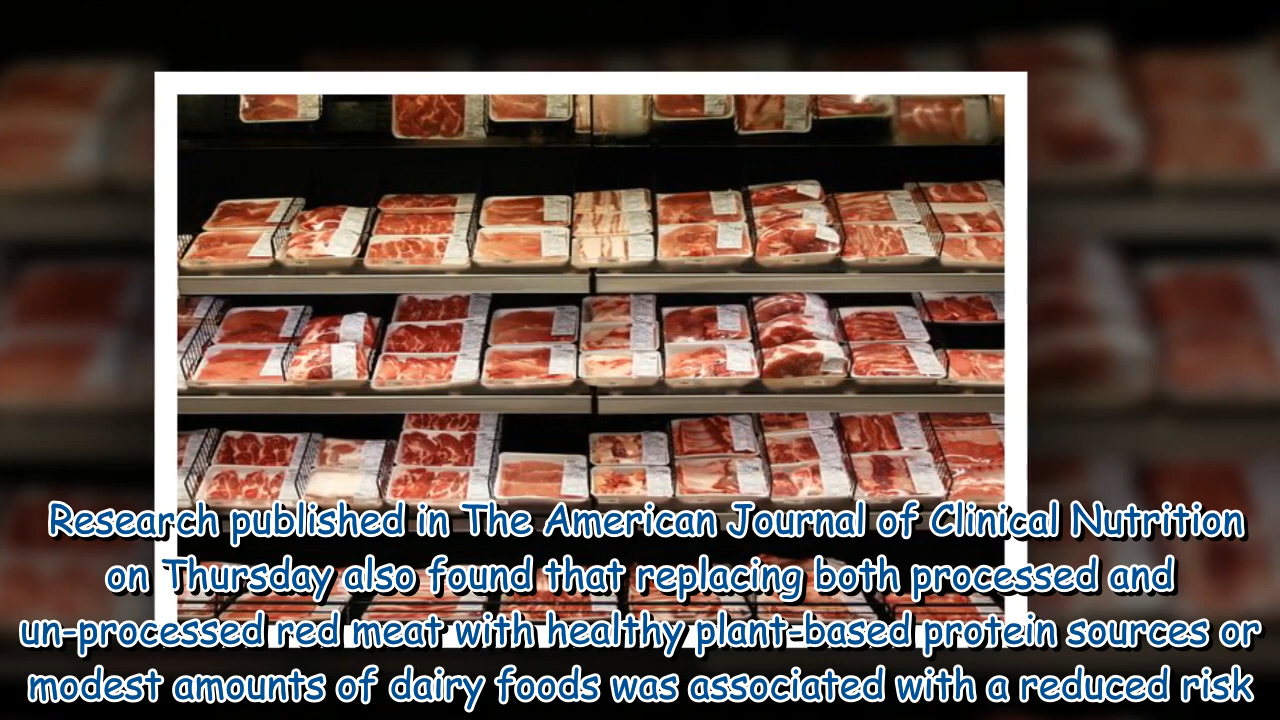 Research published in The American Journal of Clinical Nutrition
on Thursday also found that replacing both processed and
un-processed red meat with healthy plant-based protein sources or
modest amounts of dairy foods was associated with a reduced risk